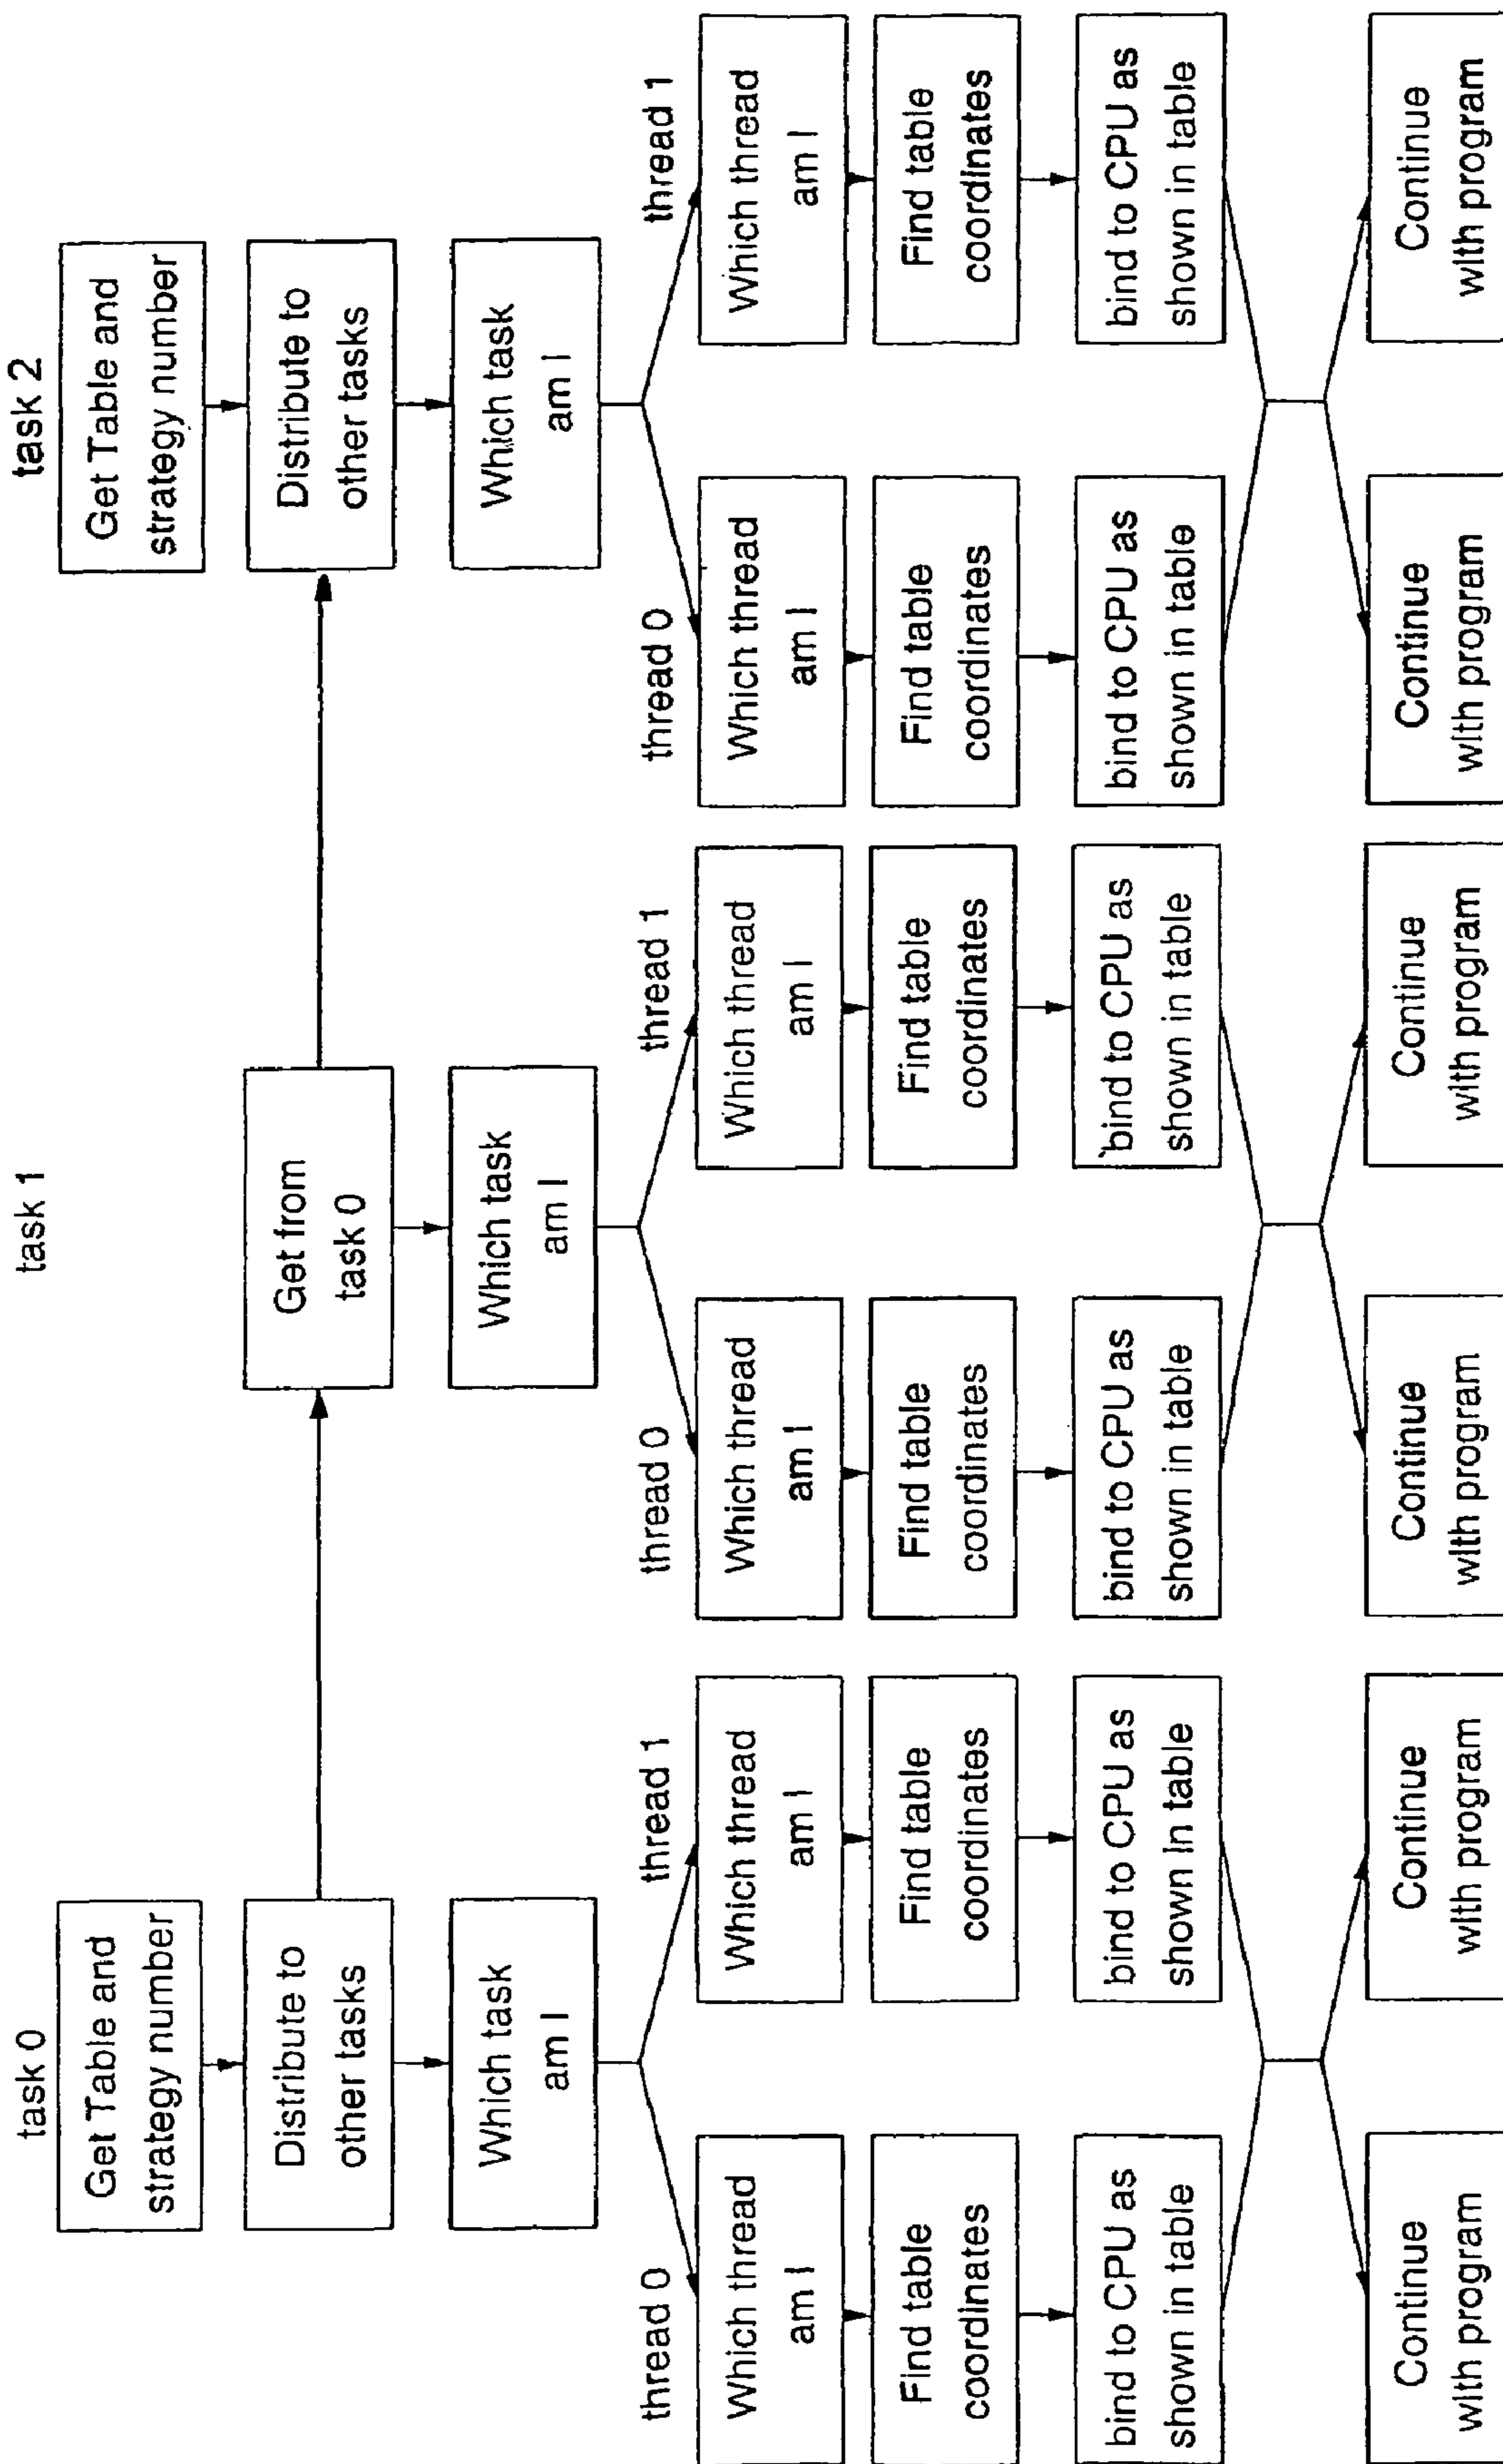 task 0
Get Table and
strategy number
Distribute to
other tasks
Which task
am I
thread 0
Which thread
am I
Find table
coordinates
bind to CPU as
shown in table
Continue
with program
thread 1
Which thread
am I
Find table
coordinates
bind to CPU as
shown in table
Continue
with program
task 1
Get from
task 0
Which task
am I
thread 0
Which thread
am I
Find table
coordinates
bind to CPU as
shown in table
Continue
with program
thread 1
Which thread
am I
Find table
coordinates
bind to CPU as
shown in table
Continue
with program
task 2
Get Table and
strategy number
Distribute to
other tasks
Which task
am I
thread 0
Which thread
am I
Find table
coordinates
bind to CPU as
shown in table
Continue
with program
thread 1
Which thread
am I
Find table
coordinates
bind to CPU as
shown in table
Continue
with program